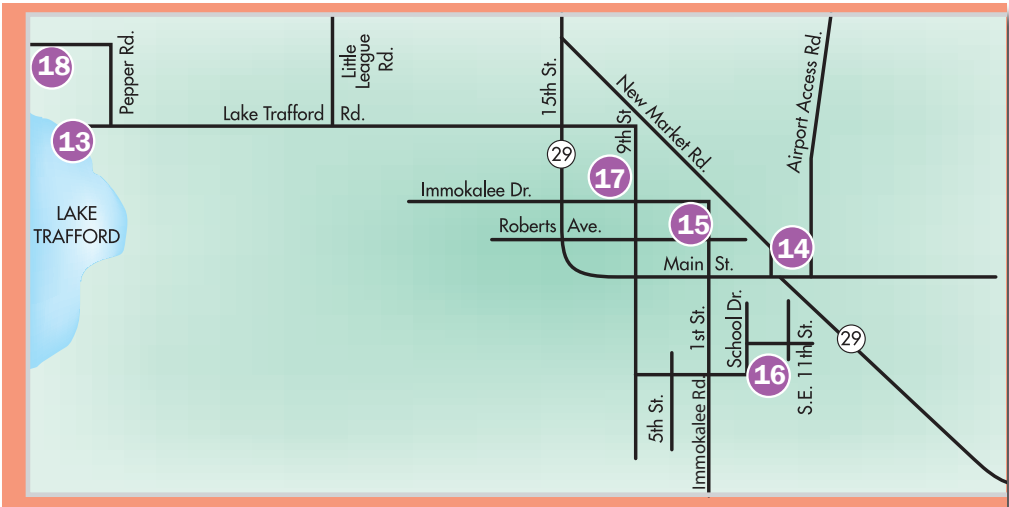 18
Pepper Rd.
Little
League
Rd.
15th St.
New Market Rd.
Airport Access Rd.
Lake Trafford Rd.
9th St
13
29
17
Immokalee Dr.
LAKE
TRAFFORD
15
Roberts Ave.
14
Main St.
1st St.
School Dr.
S.E. 11th St.
29
16
5th St.
Immokalee Rd.